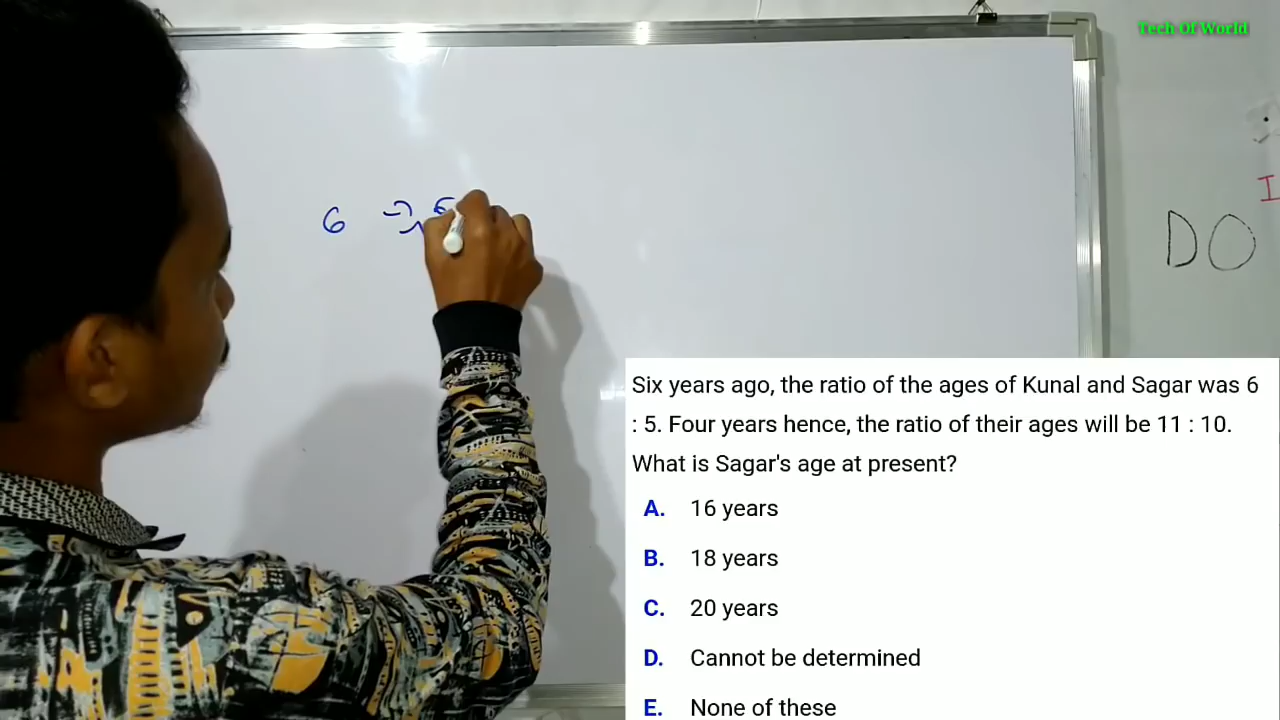 Tech Of World
I
DO
6
Six years ago, the ratio of the ages of Kunal and Sagar was 6
: 5. Four years hence, the ratio of their ages will be 11 : 10.
What is Sagar's age at present?
A. 16 years
B. 18 years
C. 20 years
D. Cannot be determined
E. None of these